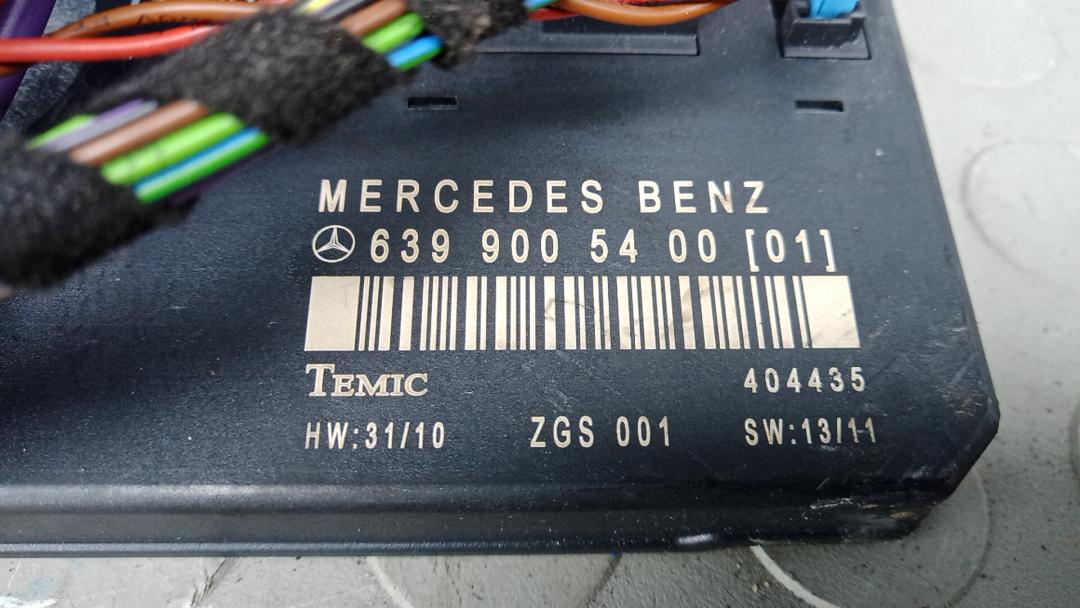 MERCEDES BENZ
639 900 54 00 [01]
TEMIC 404435
HW:31/10 ZGS 001 SW:13/11